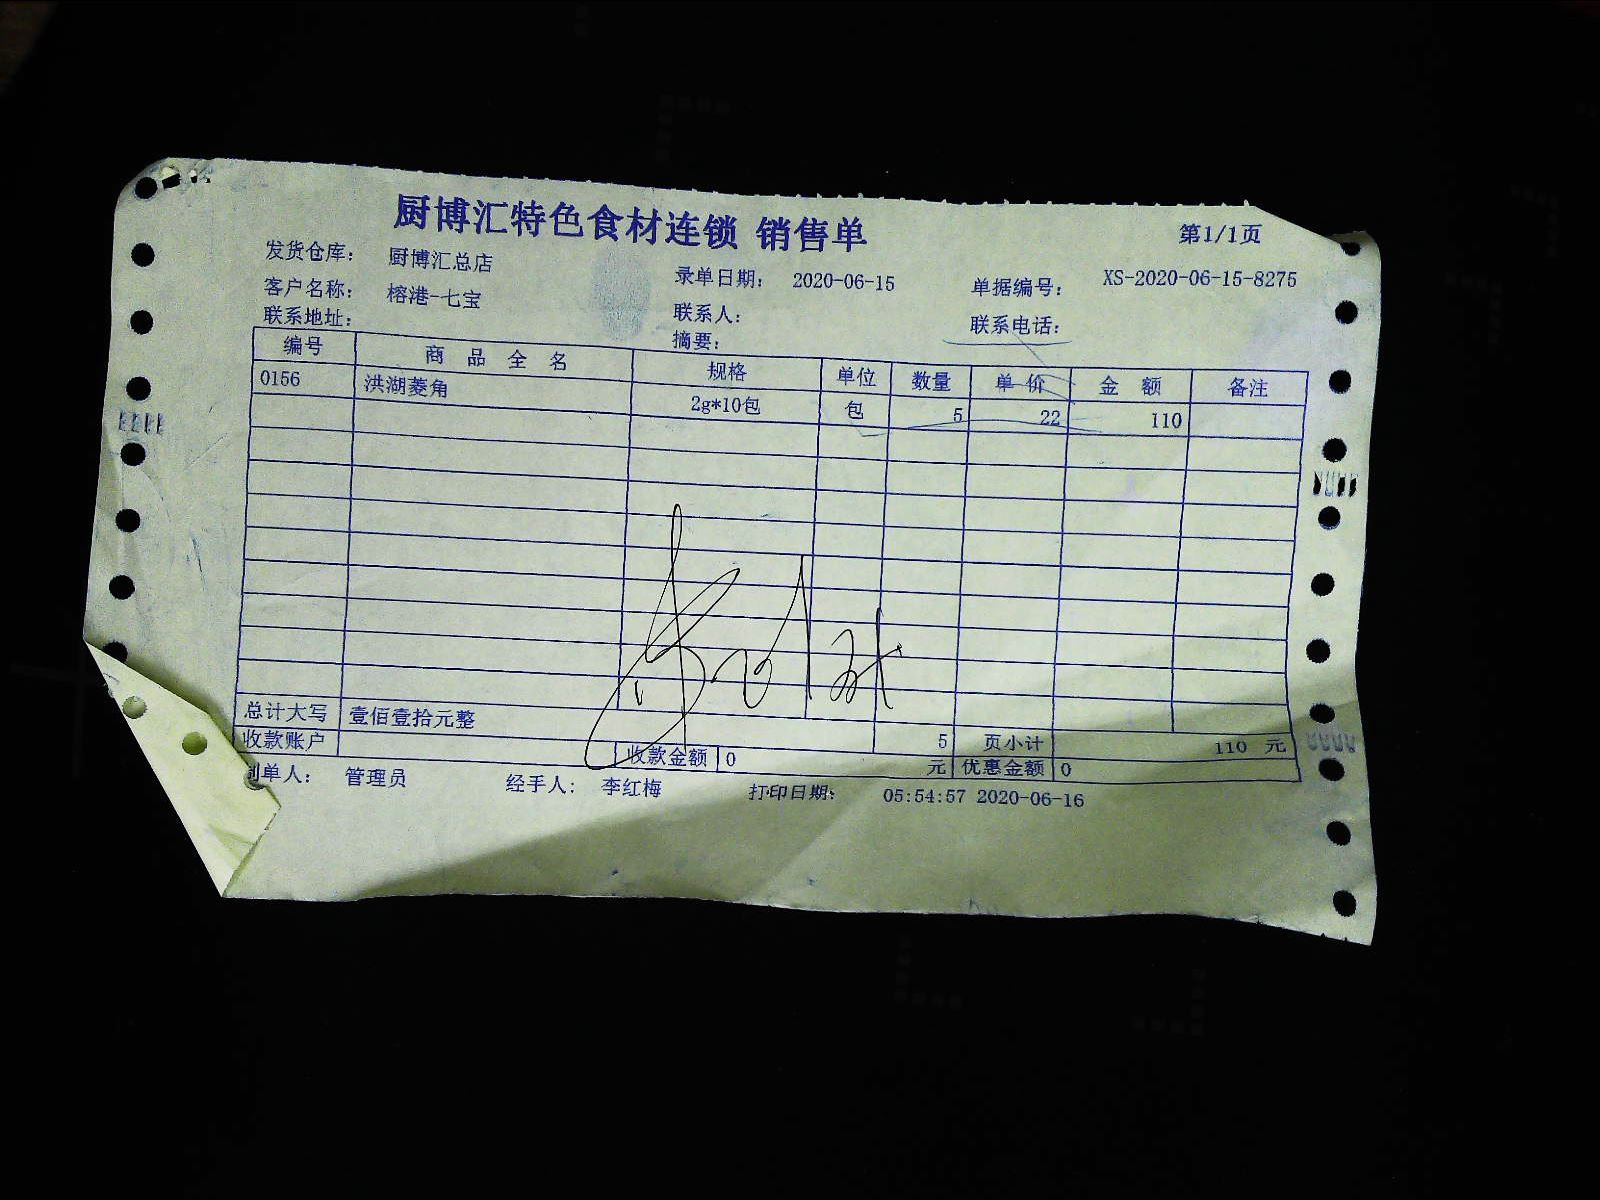 厨博汇特色食材连锁 销售单
第1/1页
发货仓库： 厨博汇总店 录单日期： 2020-06-15 单据编号： XS-2020-06-15-8275
客户名称： 榕港-七宝 联系人： 联系电话：
联系地址： 摘要：
编号 商品全名 规格 单位 数量 单价 金额 备注
0156 洪湖菱角 2g*10包 包 5 22 110
总计大写 壹佰壹拾元整 5 页小计 110 元
收款账户 收款金额 0 元 优惠金额 0
制单人： 管理员 经手人： 李红梅 打印日期： 05:54:57 2020-06-16